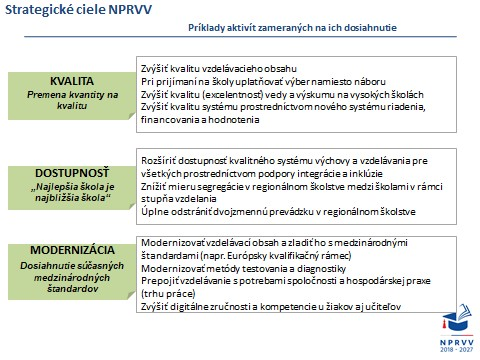 Strategické ciele NPRVV
Príklady aktivít zameraných na ich dosiahnutie
KVALITA
Premena kvantity na
kvalitu
Zvýšiť kvalitu vzdelávacieho obsahu
Pri prijímaní na školy uplatňovať výber namiesto náboru
Zvýšiť kvalitu (excelentnosť) vedy a výskumu na vysokých školách
Zvýšiť kvalitu systému prostredníctvom nového systému riadenia,
financovania a hodnotenia
DOSTUPNOSŤ
„Najlepšia škola je
najbližšia škola“
Rozšíriť dostupnosť kvalitného systému výchovy a vzdelávania pre
všetkých prostredníctvom podpory integrácie a inklúzie
Znížiť mieru segregácie v regionálnom školstve medzi školami v rámci
stupňa vzdelania
Úplne odstrániť dvojzmennú prevádzku v regionálnom školstve
MODERNIZÁCIA
Dosiahnutie súčasných
medzinárodných
štandardov
Modernizovať vzdelávací obsah a zladiť ho s medzinárodnými
štandardami (napr. Európsky kvalifikačný rámec)
Modernizovať metódy testovania a diagnostiky
Prepojiť vzdelávanie s potrebami spoločnosti a hospodárskej praxe
(trhu práce)
Zvýšiť digitálne zručnosti a kompetencie u žiakov aj učiteľov
NPRVV
2018 - 2027